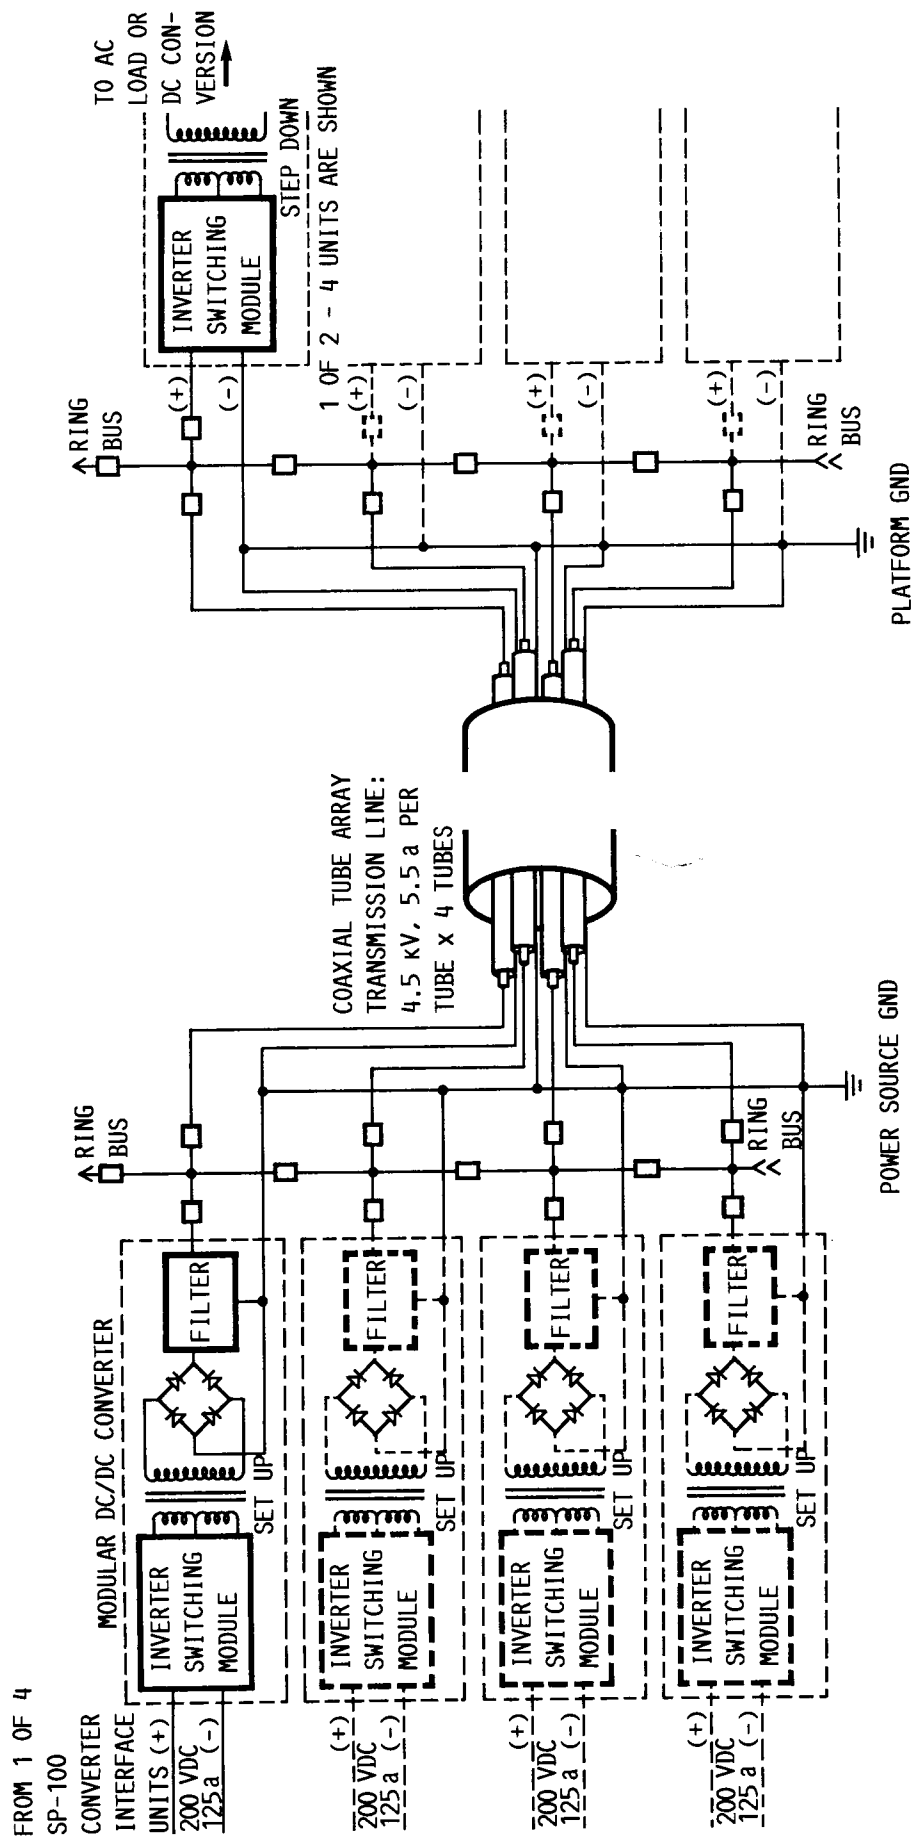 FROM 1 OF 4
SP-100
CONVERTER
INTERFACE
UNITS (+)
200 VDC
125 a (-)
MODULAR DC/DC CONVERTER
INVERTER
SWITCHING
MODULE
SET UP
FILTER
RING
BUS
(+)
200 VDC
125 a (-)
INVERTER
SWITCHING
MODULE
SET UP
FILTER
(+)
200 VDC
125 a (-)
INVERTER
SWITCHING
MODULE
SET UP
FILTER
(+)
200 VDC
125 a (-)
INVERTER
SWITCHING
MODULE
SET UP
FILTER
RING
BUS
POWER SOURCE GND
COAXIAL TUBE ARRAY
TRANSMISSION LINE:
4.5 KV, 5.5 a PER
TUBE x 4 TUBES
RING
BUS
(+)
(-)
INVERTER
SWITCHING
MODULE
STEP DOWN
TO AC
LOAD OR
DC CON-
VERSION
1 OF 2 - 4 UNITS ARE SHOWN
(+)
(-)
(+)
(-)
(+)
(-)
RING
BUS
PLATFORM GND